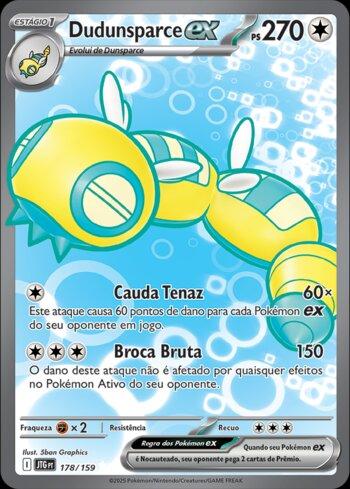 ESTÁGIO 1
Dudunsparce ex PS 270
Evolui de Dunsparce
Cauda Tenaz 60×
Este ataque causa 60 pontos de dano para cada Pokémon ex
do seu oponente em jogo.
Broca Bruta 150
O dano deste ataque não é afetado por quaisquer efeitos
no Pokémon Ativo do seu oponente.
Fraqueza ×2 Resistência Recuo
Ilust. 5ban Graphics
I JTG PT 178/159
Regra dos Pokémon ex Quando seu Pokémon ex
é Nocauteado, seu oponente pega 2 cartas de Prêmio.
©2025 Pokémon/Nintendo/Creatures/GAME FREAK